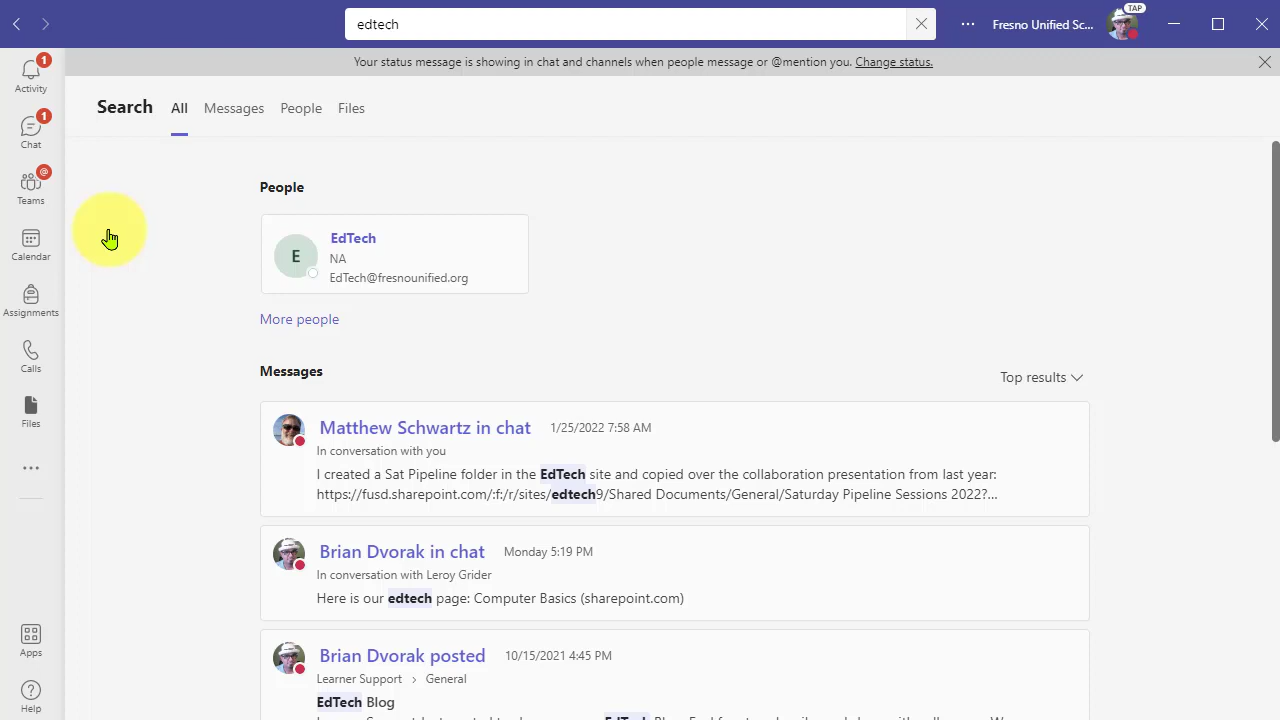 edtech
Fresno Unified Sc...
TAP
Your status message is showing in chat and channels when people message or @mention you. Change status.
1
Activity
1
Chat
@
Teams
Calendar
Assignments
Calls
Files
Apps
Help
Search
All
Messages
People
Files
People
E
EdTech
NA
EdTech@fresnounified.org
More people
Messages
Top results
Matthew Schwartz in chat 1/25/2022 7:58 AM
In conversation with you
I created a Sat Pipeline folder in the EdTech site and copied over the collaboration presentation from last year:
https://fusd.sharepoint.com/:f:/r/sites/edtech9/Shared Documents/General/Saturday Pipeline Sessions 2022?...
Brian Dvorak in chat Monday 5:19 PM
In conversation with Leroy Grider
Here is our edtech page: Computer Basics (sharepoint.com)
Brian Dvorak posted 10/15/2021 4:45 PM
Learner Support > General
EdTech Blog